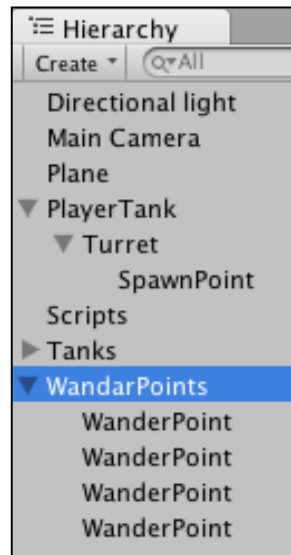 Hierarchy
Create All
Directional light
Main Camera
Plane
PlayerTank
Turret
SpawnPoint
Scripts
Tanks
WandarPoints
WanderPoint
WanderPoint
WanderPoint
WanderPoint